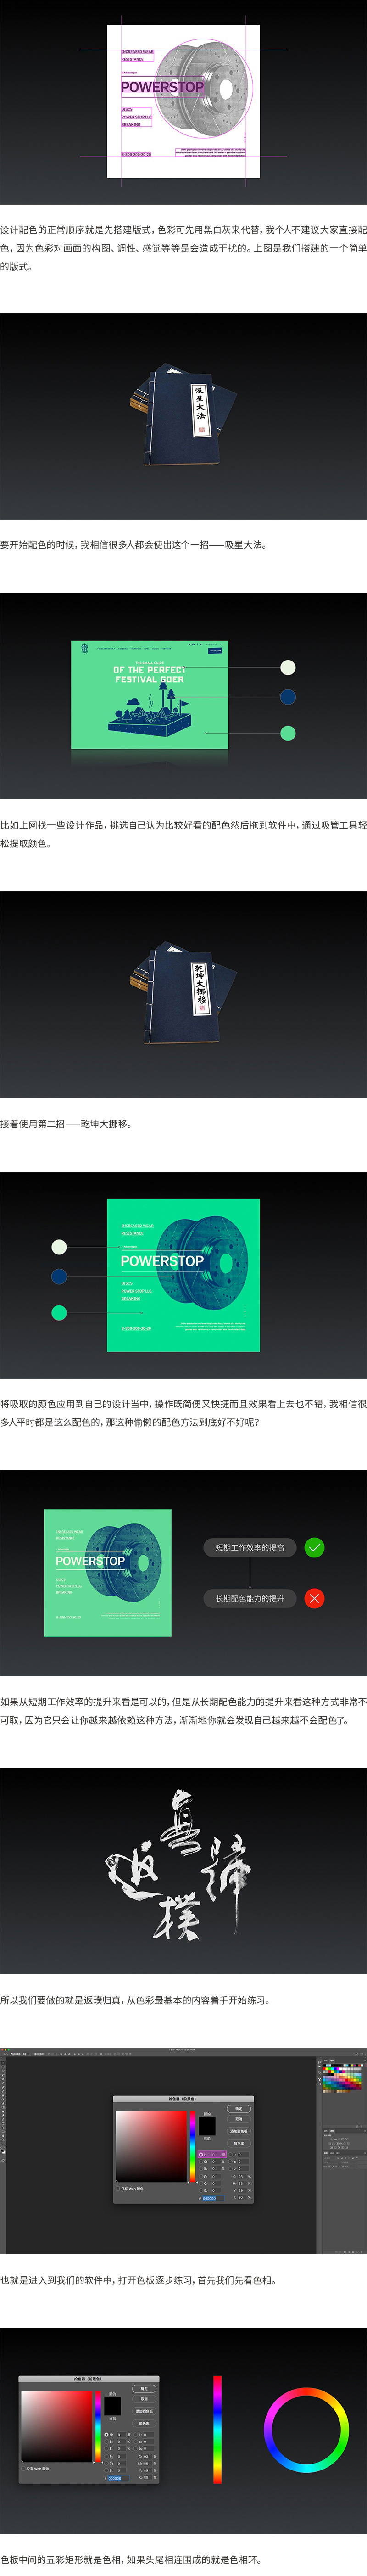 INCREASED WEAR
RESISTANCE
POWERSTOP
DISCS
POWER STOP LLC
BREAKING
8.800.000.20.20
设计配色的正常顺序就是先搭建版式，色彩可先用黑白灰来代替，我个人不建议大家直接配
色，因为色彩对画面的构图、调性、感觉等等是会造成干扰的。上图是我们搭建的一个简单
的版式。
吸星大法
要开始配色的时候，我相信很多人都会使出这个一招——吸星大法。
OF THE PERFECT
FESTIVAL GOER
比如上网找一些设计作品，挑选自己认为比较好看的配色然后拖到软件中，通过吸管工具轻
松提取颜色。
乾坤大挪移
接着使用第二招——乾坤大挪移。
INCREASED WEAR
RESISTANCE
POWERSTOP
DISCS
POWER STOP LLC
BREAKING
8.800.000.20.20
将吸取的颜色应用到自己的设计当中，操作既简便又快捷而且效果看上去也不错，我相信很
多人平时都是这么配色的，那这种偷懒的配色方法到底好不好呢？
INCREASED WEAR
RESISTANCE
POWERSTOP
DISCS
POWER STOP LLC
BREAKING
8.800.000.20.20
短期工作效率的提高
长期配色能力的提升
如果从短期工作效率的提升来看是可以的，但是从长期配色能力的提升来看这种方式非常不
可取，因为它只会让你越来越依赖这种方法，渐渐地你就会发现自己越来越不会配色了。
返璞归真
所以我们要做的就是返璞归真，从色彩最基本的内容着手开始练习。
拾色器（前景色）
确定
取消
添加到色板
颜色库
只有 Web 颜色
000000
也就是进入到我们的软件中，打开色板逐步练习，首先我们先看色相。
拾色器（前景色）
确定
取消
添加到色板
颜色库
只有 Web 颜色
000000
色板中间的五彩矩形就是色相，如果头尾相连围成的就是色相环。